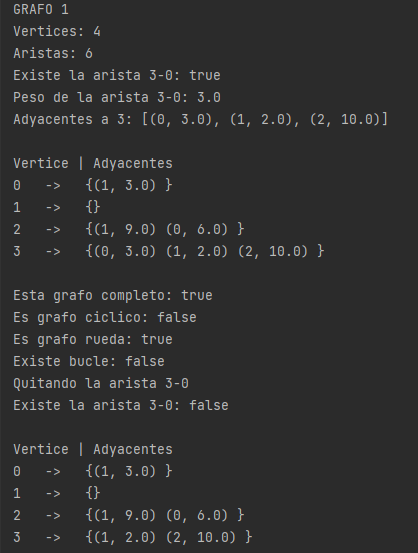 GRAFO 1
Vertices: 4
Aristas: 6
Existe la arista 3-0: true
Peso de la arista 3-0: 3.0
Adyacentes a 3: [(0, 3.0), (1, 2.0), (2, 10.0)]
Vertice | Adyacentes
0   ->   {(1, 3.0) }
1   ->   {}
2   ->   {(1, 9.0) (0, 6.0) }
3   ->   {(0, 3.0) (1, 2.0) (2, 10.0) }
Esta grafo completo: true
Es grafo ciclico: false
Es grafo rueda: true
Existe bucle: false
Quitando la arista 3-0
Existe la arista 3-0: false
Vertice | Adyacentes
0   ->   {(1, 3.0) }
1   ->   {}
2   ->   {(1, 9.0) (0, 6.0) }
3   ->   {(1, 2.0) (2, 10.0) }